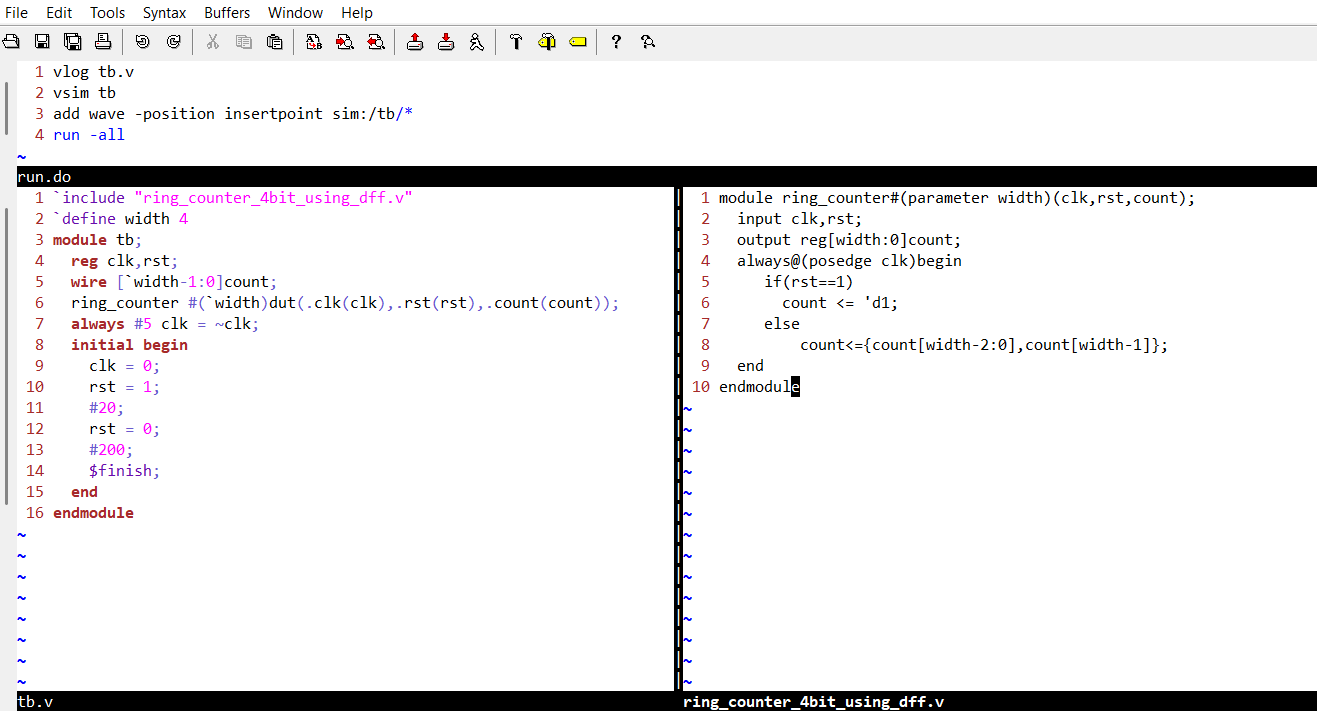 File Edit Tools Syntax Buffers Window Help
1 vlog tb.v
2 vsim tb
3 add wave -position insertpoint sim:/tb/*
4 run -all
~
run.do
1 `include "ring_counter_4bit_using_dff.v"
2 `define width 4
3 module tb;
4   reg clk,rst;
5   wire [`width-1:0]count;
6   ring_counter #(`width)dut(.clk(clk),.rst(rst),.count(count));
7   always #5 clk = ~clk;
8   initial begin
9     clk = 0;
10     rst = 1;
11     #20;
12     rst = 0;
13     #200;
14     $finish;
15   end
16 endmodule
~
~
~
~
~
~
~
~
tb.v
1 module ring_counter#(parameter width)(clk,rst,count);
2   input clk,rst;
3   output reg[width:0]count;
4   always@(posedge clk)begin
5      if(rst==1)
6        count <= 'd1;
7      else
8          count<={count[width-2:0],count[width-1]};
9   end
10 endmodule
~
~
~
~
~
~
~
~
~
~
~
~
~
~
ring_counter_4bit_using_dff.v